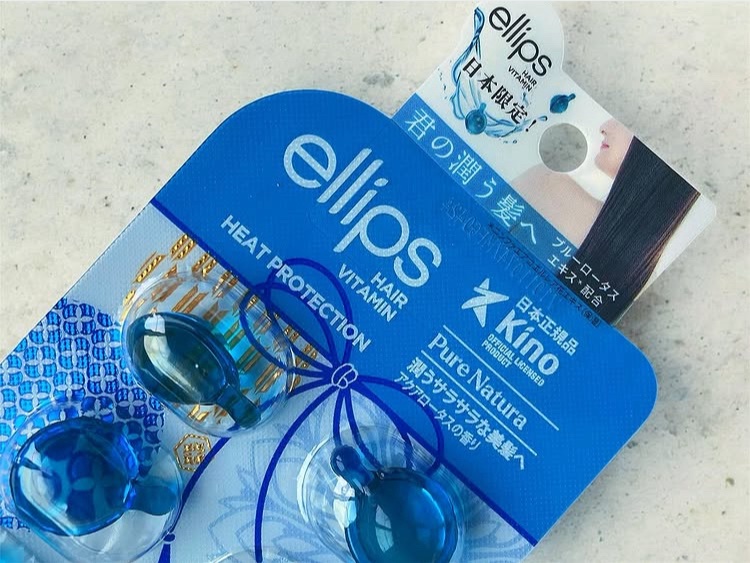 ellips
HAIR
VITAMIN
日本限定!
君の潤う髪へ
ブルーロータス
エキス*配合
ellips
HAIR
VITAMIN
HEAT PROTECTION
日本正規品
Kino
OFFICIAL LICENSED
PRODUCT
Pure Natura
潤うサラサラな美髪へ
アクアロータスの香り